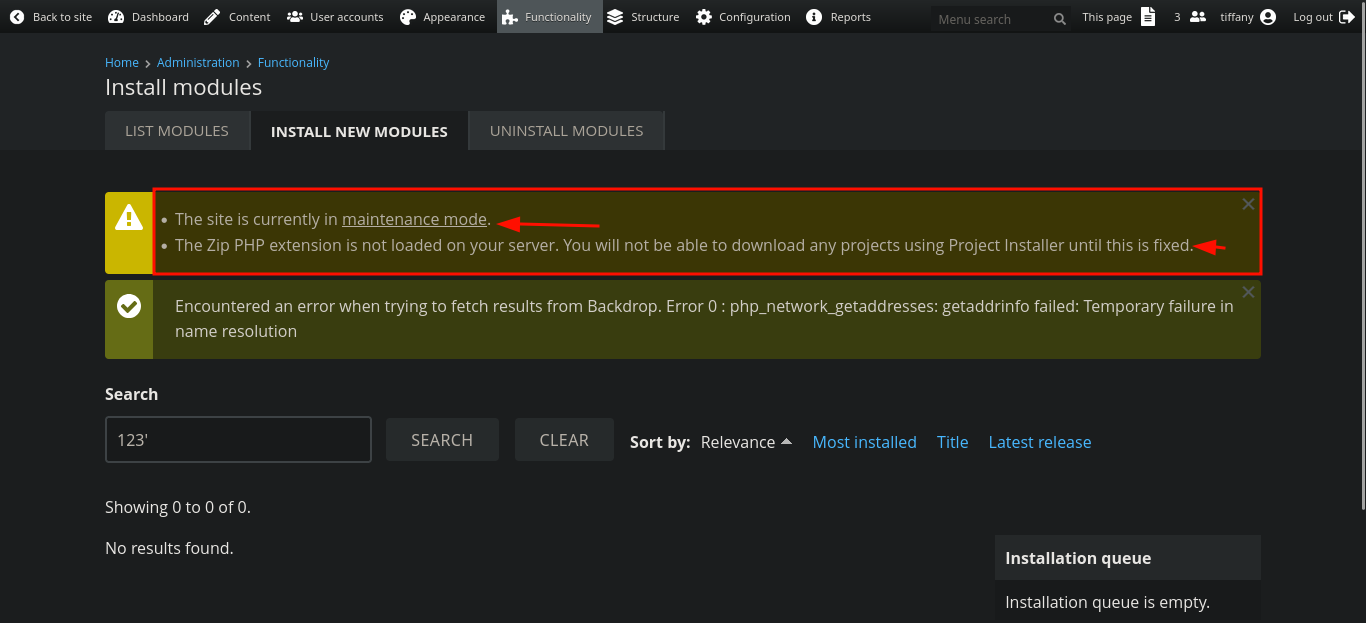 Back to site Dashboard Content User accounts Appearance Functionality Structure Configuration Reports Menu search This page 3 tiffany Log out
Home Administration Functionality
Install modules
LIST MODULES INSTALL NEW MODULES UNINSTALL MODULES
The site is currently in maintenance mode.
The Zip PHP extension is not loaded on your server. You will not be able to download any projects using Project Installer until this is fixed.
Encountered an error when trying to fetch results from Backdrop. Error 0 : php_network_getaddresses: getaddrinfo failed: Temporary failure in
name resolution
Search
123' SEARCH CLEAR Sort by: Relevance Most installed Title Latest release
Showing 0 to 0 of 0.
No results found.
Installation queue
Installation queue is empty.